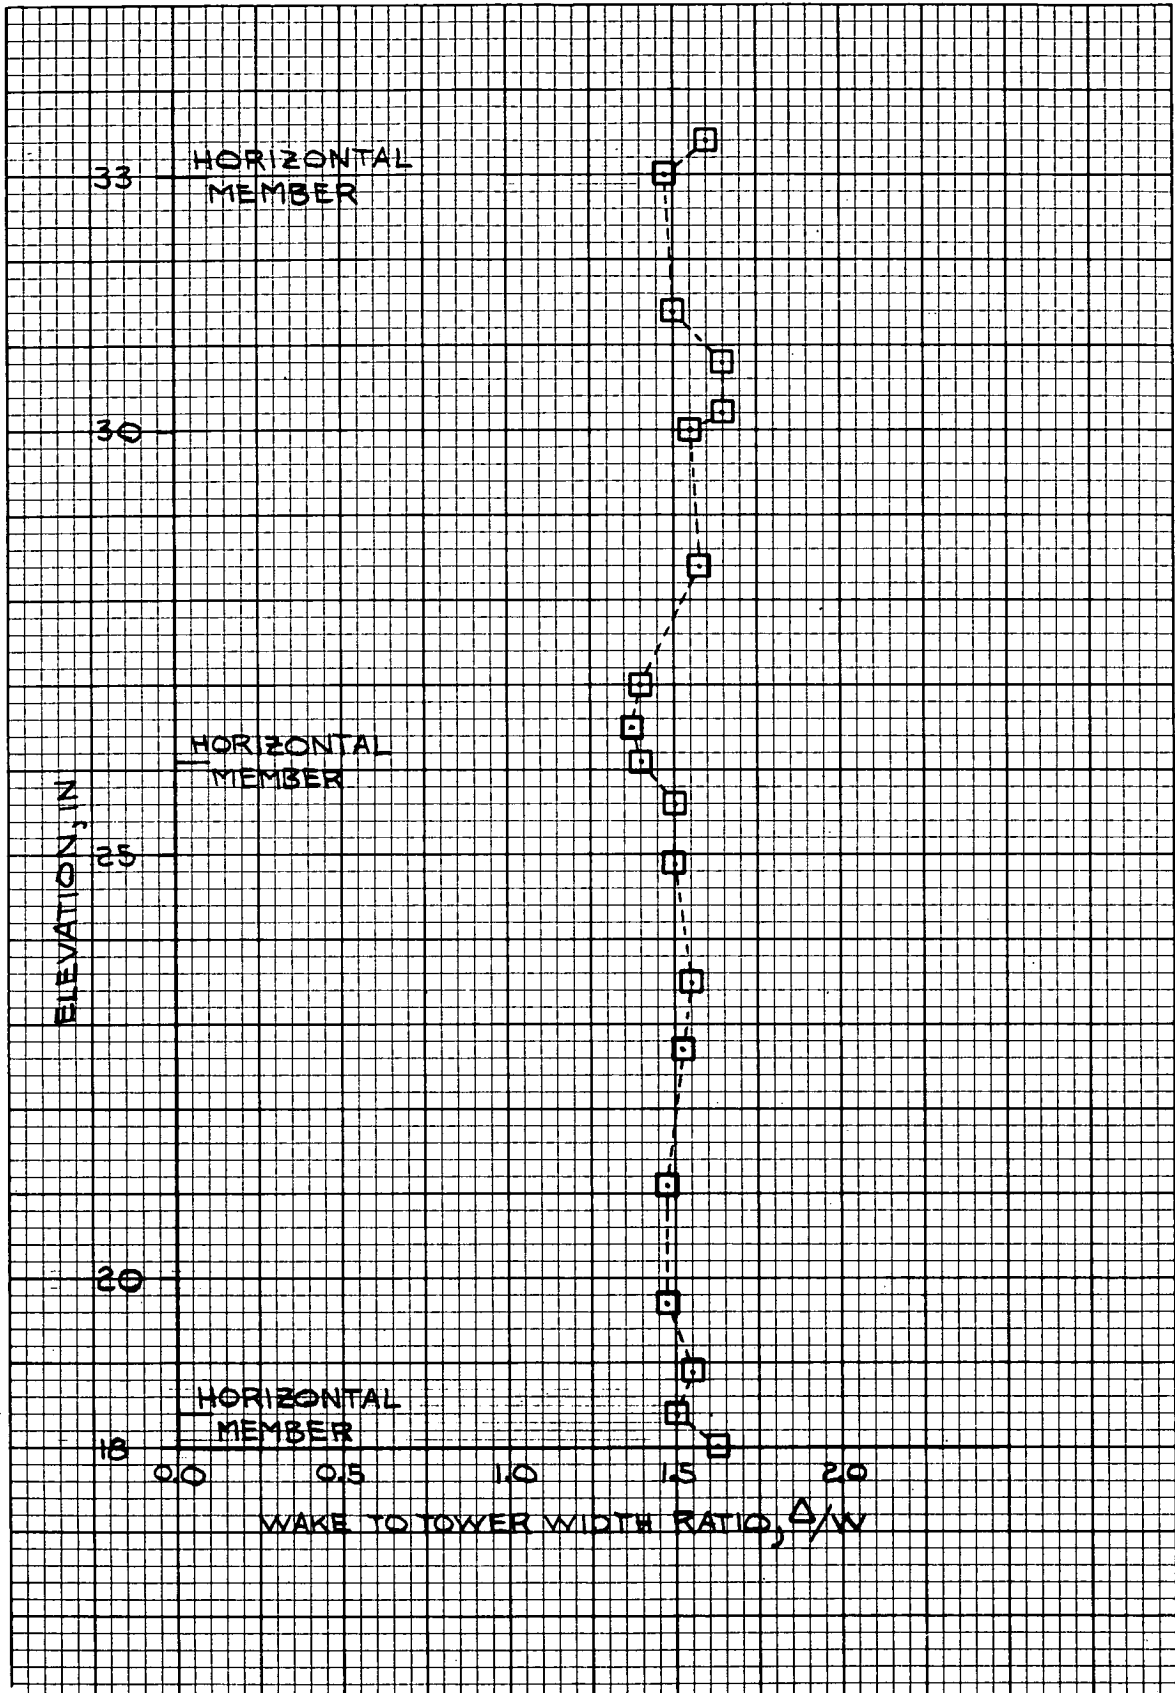 HORIZONTAL
33
MEMBER
30
HORIZONTAL
MEMBER
ELEVATION, IN
25
20
HORIZONTAL
MEMBER
18
0.0 0.5 1.0 1.5 2.0
WAKE TO TOWER WIDTH RATIO, Δ/W